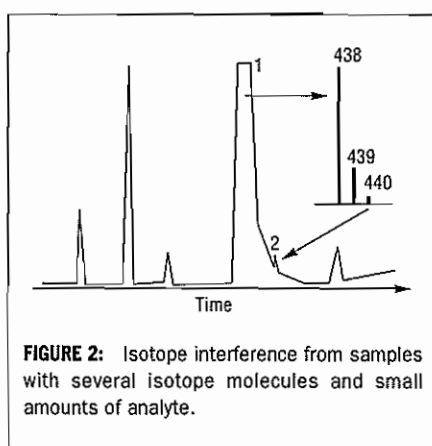 1
438
439
440
2
Time
FIGURE 2: Isotope interference from samples
with several isotope molecules and small
amounts of analyte.